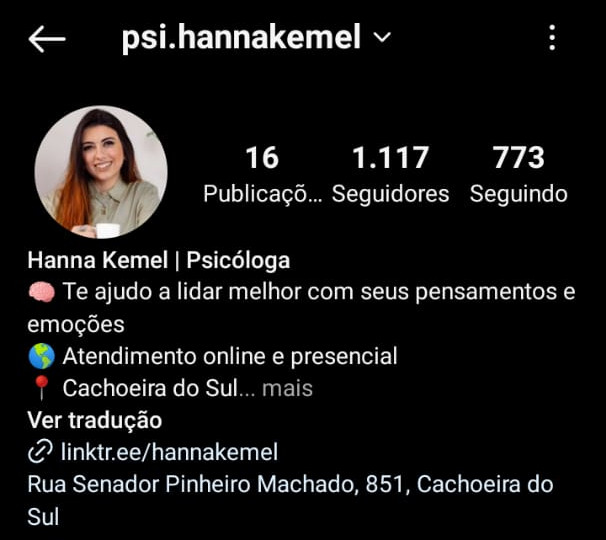 psi.hannakemel
16 1.117 773
Publicaçõ... Seguidores Seguindo
Hanna Kemel | Psicóloga
🧠 Te ajudo a lidar melhor com seus pensamentos e
emoções
🌎 Atendimento online e presencial
📍 Cachoeira do Sul... mais
Ver tradução
linktr.ee/hannakemel
Rua Senador Pinheiro Machado, 851, Cachoeira do
Sul